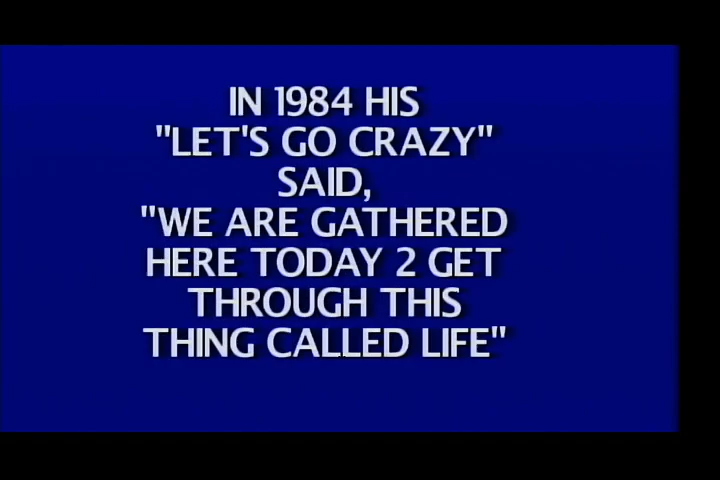 IN 1984 HIS
"LET'S GO CRAZY"
SAID,
"WE ARE GATHERED
HERE TODAY 2 GET
THROUGH THIS
THING CALLED LIFE"